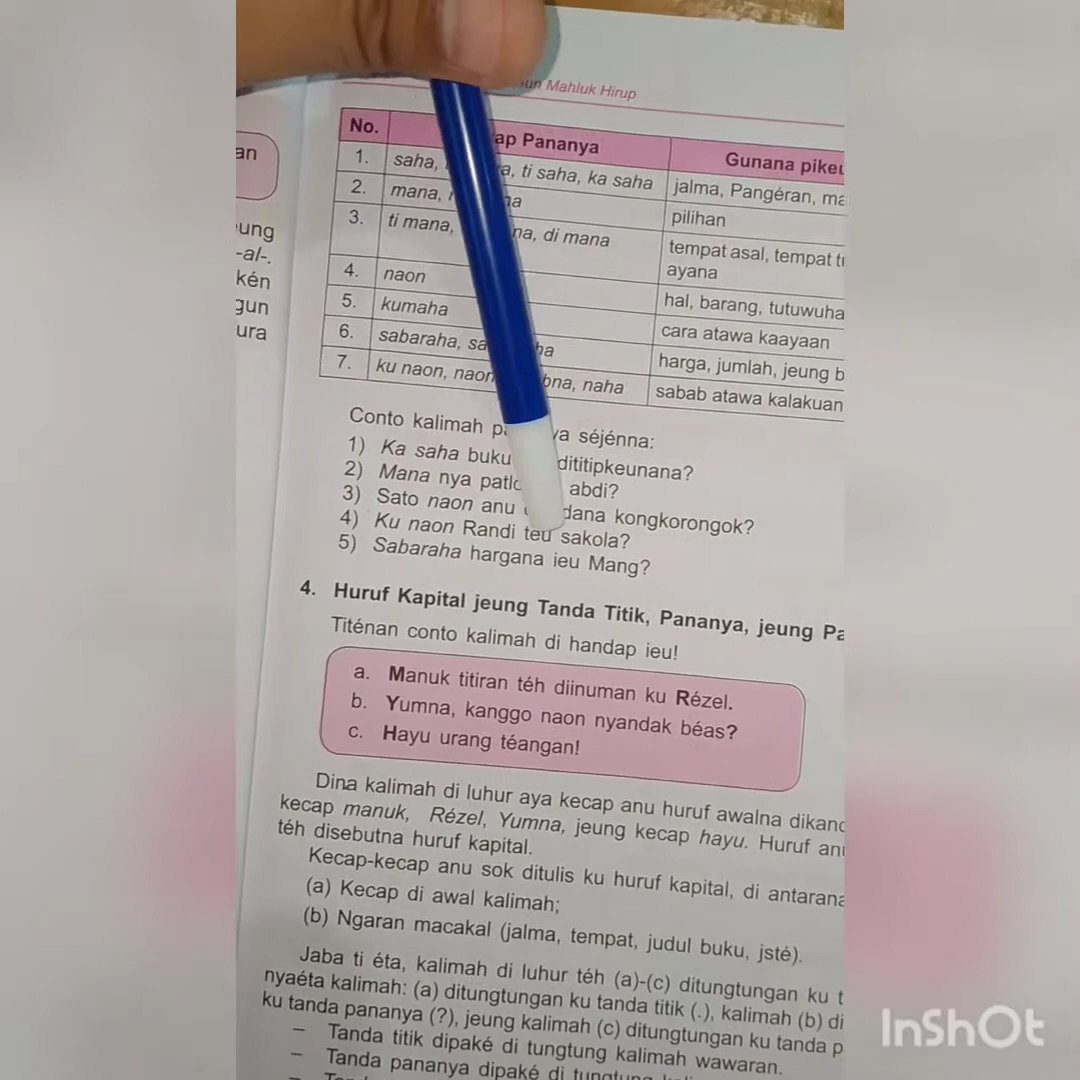 Mahluk Hirup
an
ung
-al-.
kén
gun
ura
No. Pananya Gunana
1. saha, ti saha, ka saha jalma, Pangéran,
2. mana, pilihan
3. ti mana, di mana tempat asal, tempat
ayana
4. naon hal, barang,
5. kumaha cara atawa kaayaan
6. sabaraha, harga, jumlah, jeung
7. ku naon, naha sabab atawa kalakuan
Conto kalimah séjénna:
1) Ka saha buku dititipkeunana?
2) Mana nya abdi?
3) Sato naon anu kongkorongok?
4) Ku naon Randi teu sakola?
5) Sabaraha hargana ieu Mang?
4. Huruf Kapital jeung Tanda Titik, Pananya, jeung
Titénan conto kalimah di handap ieu!
a. Manuk titiran téh diinuman ku Rézel.
b. Yumna, kanggo naon nyandak béas?
c. Hayu urang téangan!
Dina kalimah di luhur aya kecap anu huruf awalna
kecap manuk, Rézel, Yumna, jeung kecap hayu. Huruf
téh disebutna huruf kapital.
Kecap-kecap anu sok ditulis ku huruf kapital, di
(a) Kecap di awal kalimah;
(b) Ngaran macakal (jalma, tempat, judul buku, jsté).
Jaba ti éta, kalimah di luhur téh (a)-(c) ditungtungan ku
nyaéta kalimah: (a) ditungtungan ku tanda titik (.), kalimah (b)
ku tanda pananya (?), jeung kalimah (c) ditungtungan ku tanda
– Tanda titik dipaké di tungtung kalimah wawaran.
– Tanda pananya dipaké di tungtung
InShOt